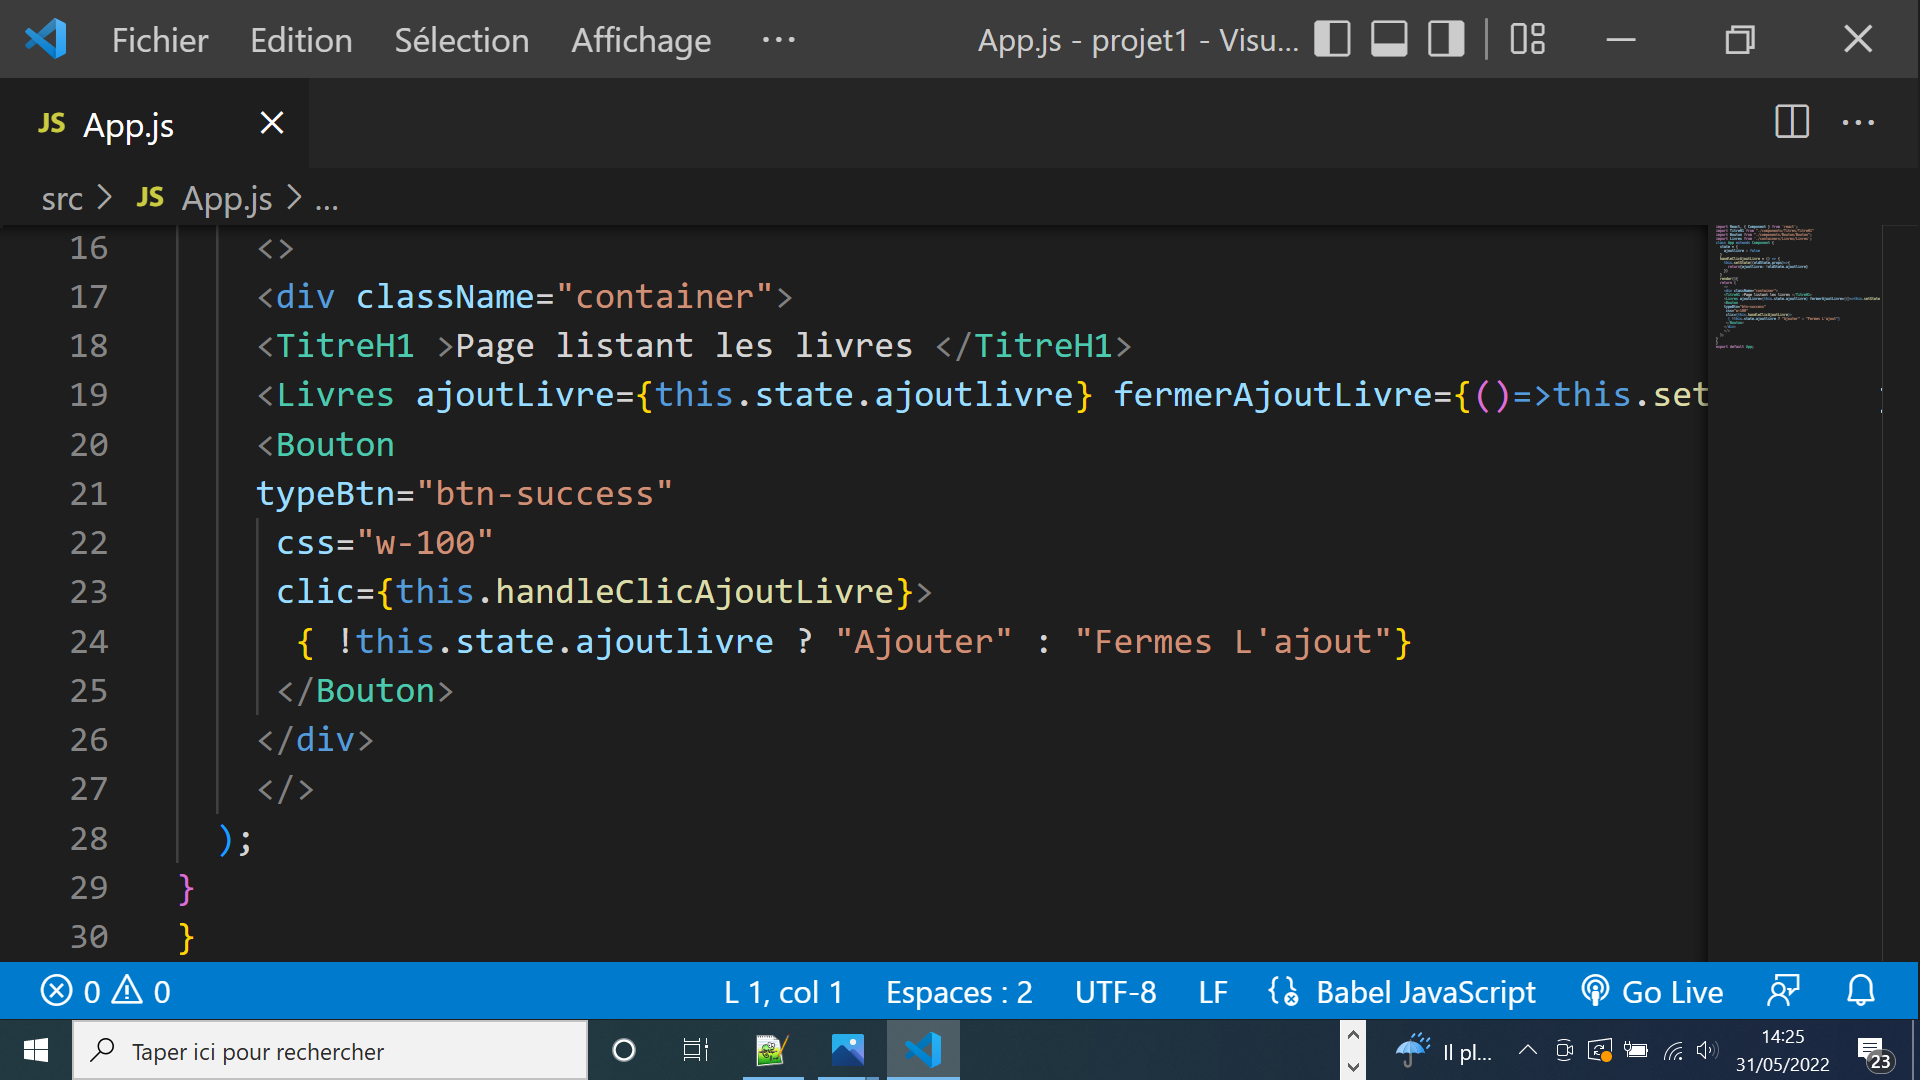 Fichier Edition Sélection Affichage ··· App.js - projet1 - Visu...
JS App.js
src > JS App.js > ...
16 <>
17 <div className="container">
18 <TitreH1 >Page listant les livres </TitreH1>
19 <Livres ajoutLivre={this.state.ajoutlivre} fermerAjoutLivre={()=>this.set
20 <Bouton
21 typeBtn="btn-success"
22 css="w-100"
23 clic={this.handleClicAjoutLivre}>
24 { !this.state.ajoutlivre ? "Ajouter" : "Fermes L'ajout"}
25 </Bouton>
26 </div>
27 </>
28 );
29 }
30 }
0 0 L 1, col 1 Espaces : 2 UTF-8 LF Babel JavaScript Go Live
Taper ici pour rechercher Il pl... 14:25
31/05/2022 23